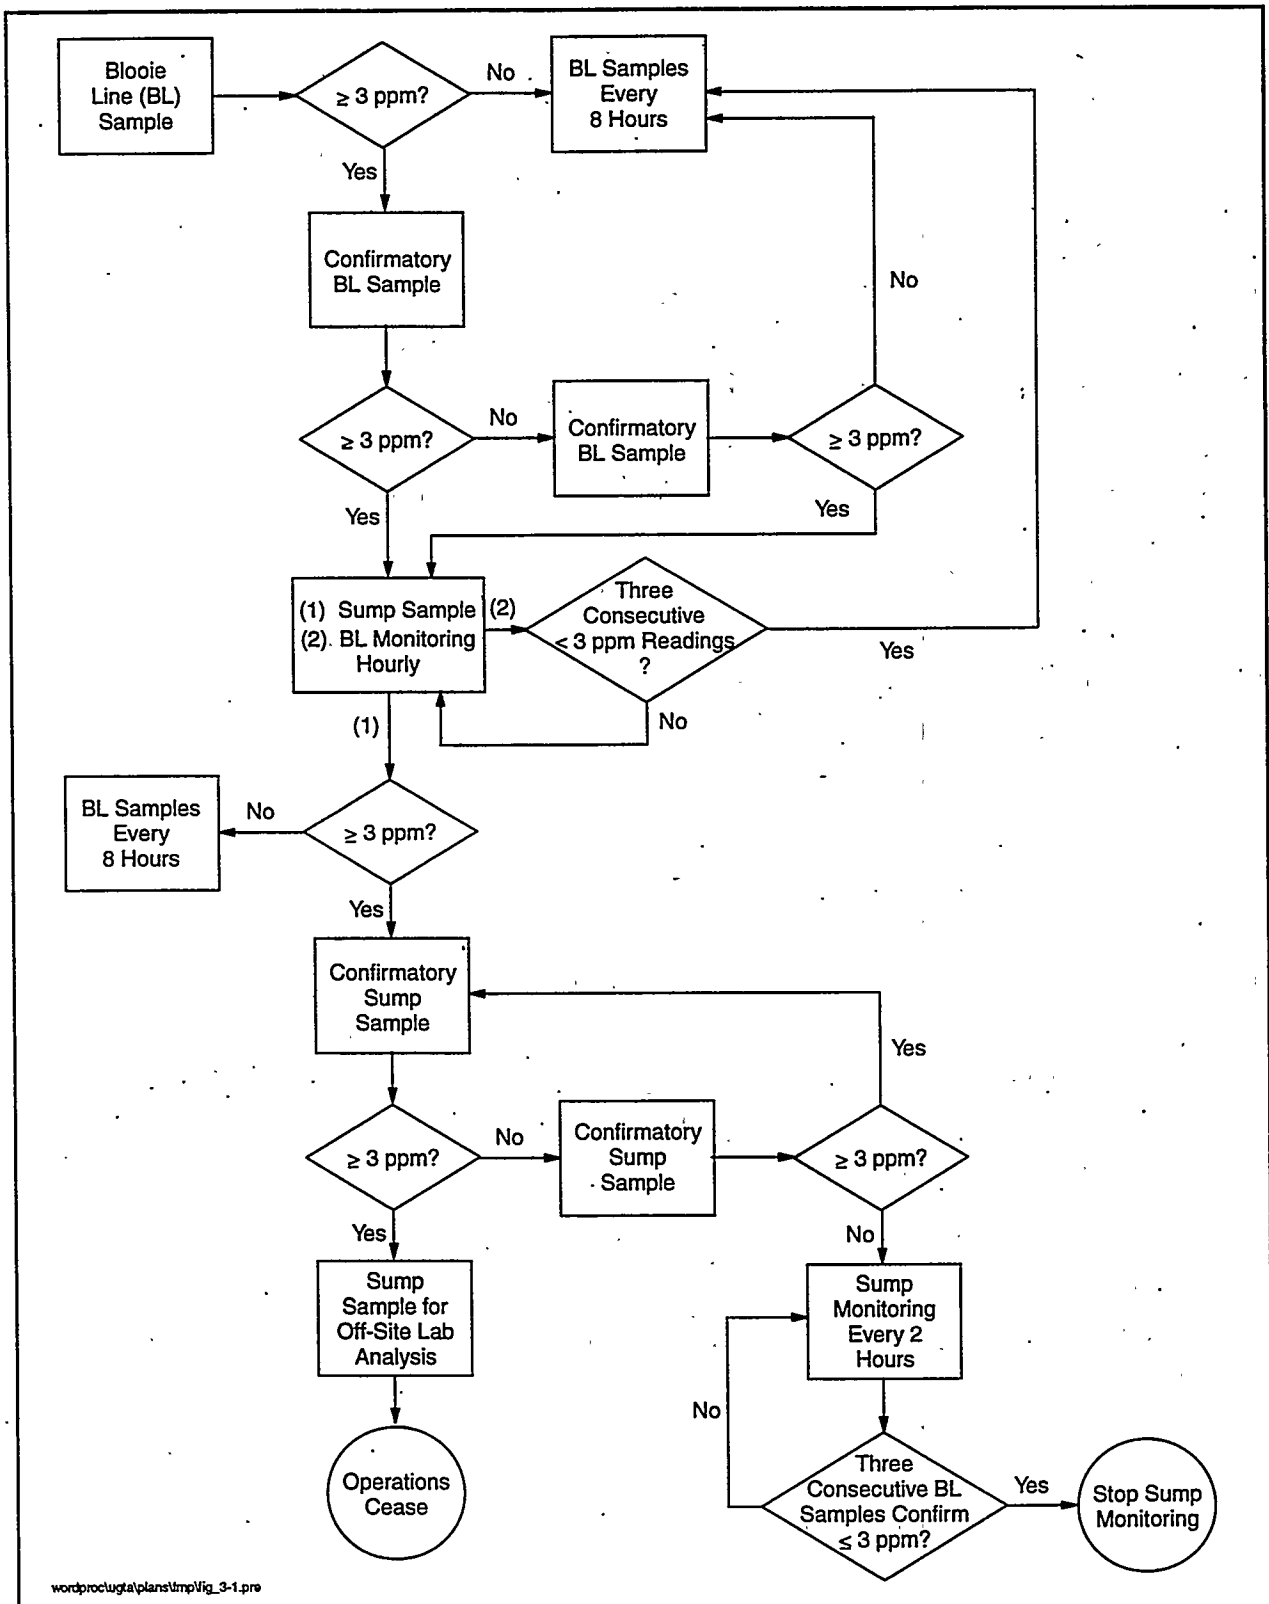 Blooie
Line (BL)
Sample
≥ 3 ppm?
No
BL Samples
Every
8 Hours
Yes
Confirmatory
BL Sample
No
≥ 3 ppm?
No
Confirmatory
BL Sample
≥ 3 ppm?
Yes
Yes
(1) Sump Sample
(2). BL Monitoring
Hourly
(2)
Three
Consecutive
< 3 ppm Readings
?
Yes
No
(1)
BL Samples
Every
8 Hours
No
≥ 3 ppm?
Yes
Confirmatory
Sump
Sample
Yes
≥ 3 ppm?
No
Confirmatory
Sump
Sample
≥ 3 ppm?
Yes
No
Sump
Sample for
Off-Site Lab
Analysis
Sump
Monitoring
Every 2
Hours
No
Operations
Cease
Three
Consecutive BL
Samples Confirm
≤ 3 ppm?
Yes
Stop Sump
Monitoring
wordproc\ugta\plans\fmp\fig_3-1.pre